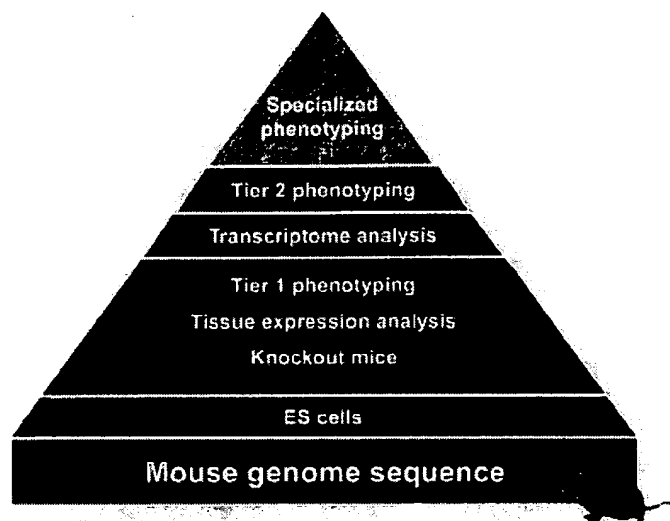 Specialized
phenotyping
Tier 2 phenotyping
Transcriptome analysis
Tier 1 phenotyping
Tissue expression analysis
Knockout mice
ES cells
Mouse genome sequence